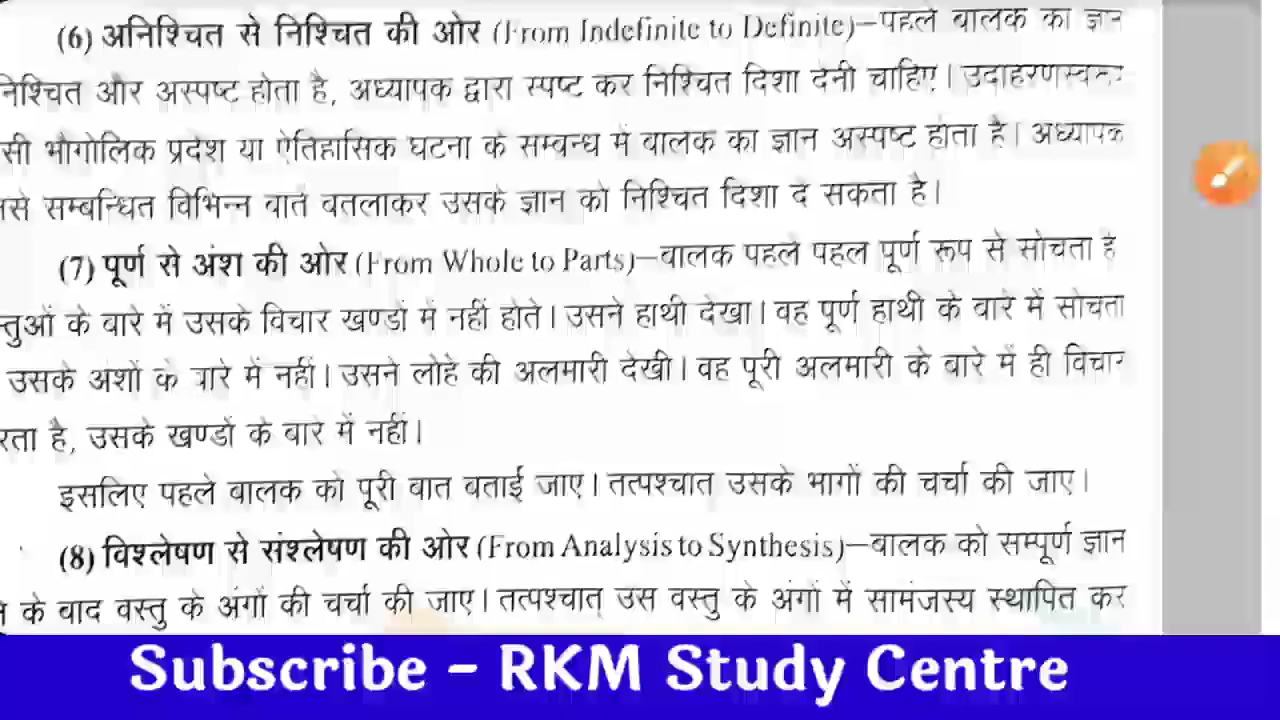 (6) अनिश्चित से निश्चित की ओर (From Indefinite to Definite)–पहले बालक का ज्ञान
निश्चित और अस्पष्ट होता है, अध्यापक द्वारा स्पष्ट कर निश्चित दिशा देनी चाहिए। उदाहरणस्वरूप
सी भौगोलिक प्रदेश या ऐतिहासिक घटना के सम्बन्ध में बालक का ज्ञान अस्पष्ट होता है। अध्यापक
से सम्बन्धित विभिन्न बातें बतलाकर उसके ज्ञान को निश्चित दिशा दे सकता है।
(7) पूर्ण से अंश की ओर (From Whole to Parts)–बालक पहले पहल पूर्ण रूप से सोचता है
स्तुओं के बारे में उसके विचार खण्डों में नहीं होते। उसने हाथी देखा। वह पूर्ण हाथी के बारे में सोचता
उसके अंशों के बारे में नहीं। उसने लोहे की अलमारी देखी। वह पूरी अलमारी के बारे में ही विचार
रता है, उसके खण्डों के बारे में नहीं।
इसलिए पहले बालक को पूरी बात बताई जाए। तत्पश्चात उसके भागों की चर्चा की जाए।
(8) विश्लेषण से संश्लेषण की ओर (From Analysis to Synthesis)–बालक को सम्पूर्ण ज्ञान
के बाद वस्तु के अंगों की चर्चा की जाए। तत्पश्चात् उस वस्तु के अंगों में सामंजस्य स्थापित कर
Subscribe - RKM Study Centre